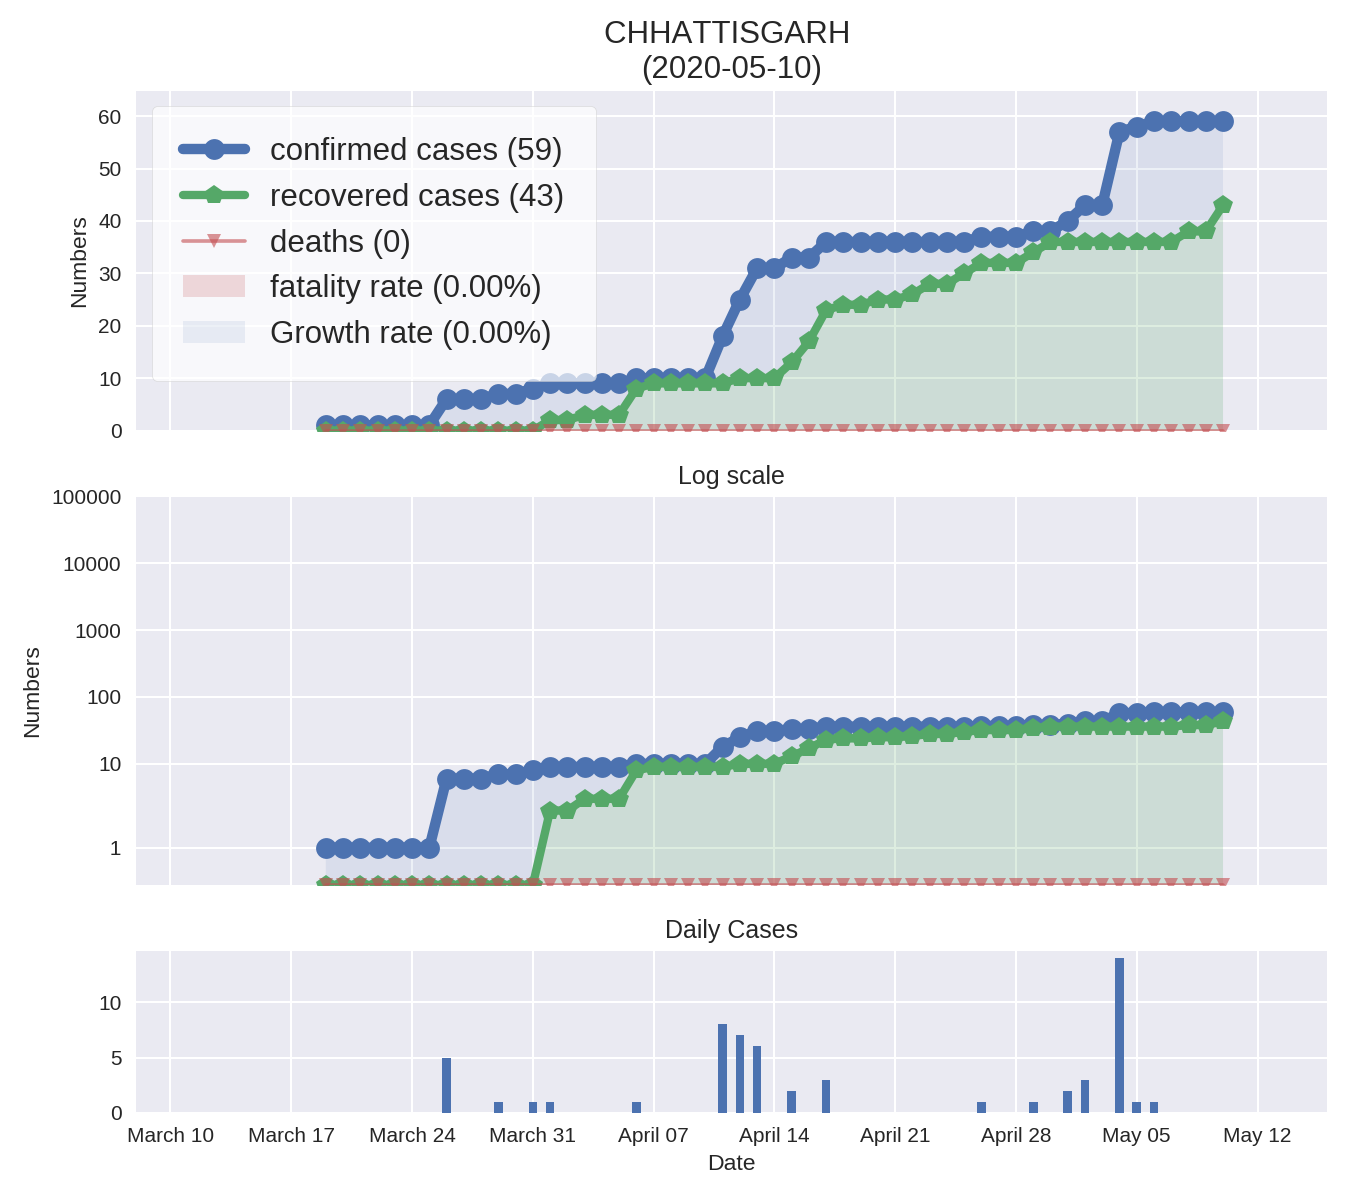 CHHATTISGARH
(2020-05-10)
Numbers
60
50
40
30
20
10
0
confirmed cases (59)
recovered cases (43)
deaths (0)
fatality rate (0.00%)
Growth rate (0.00%)
Log scale
Numbers
100000
10000
1000
100
10
1
Daily Cases
10
5
0
March 10 March 17 March 24 March 31 April 07 April 14 April 21 April 28 May 05 May 12
Date